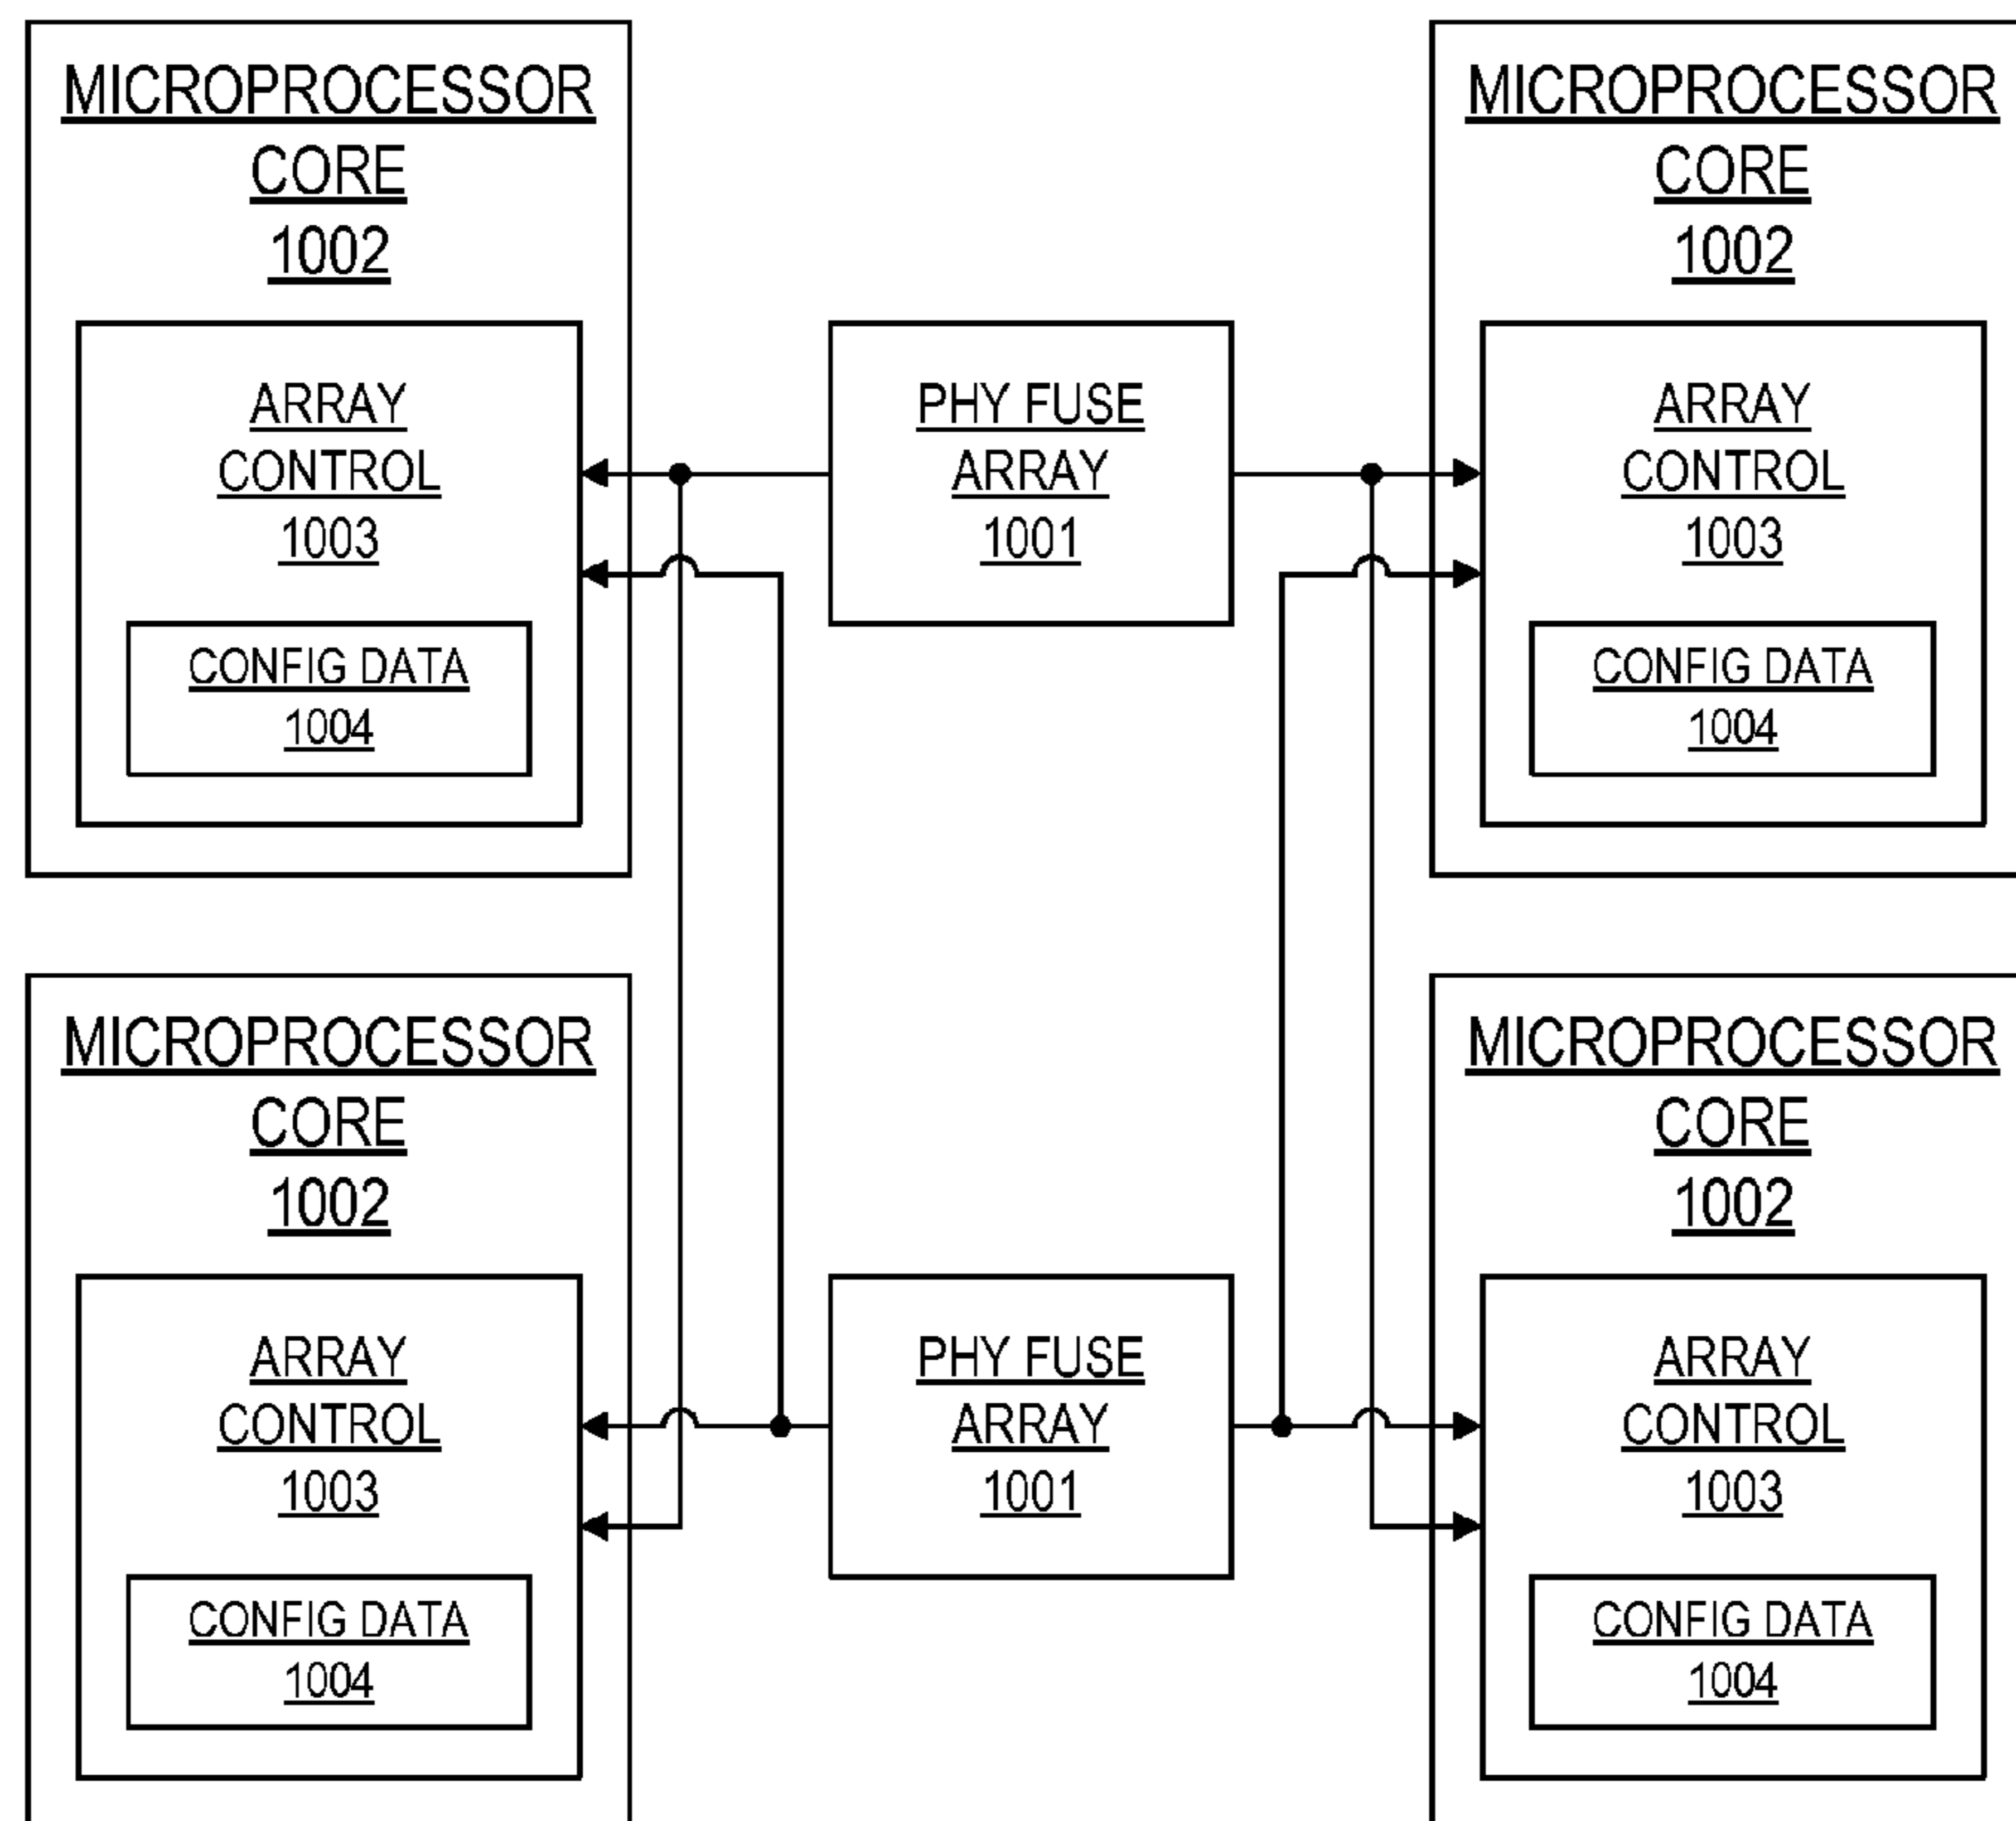 MICROPROCESSOR
CORE
1002
ARRAY
CONTROL
1003
CONFIG DATA
1004
PHY FUSE
ARRAY
1001
MICROPROCESSOR
CORE
1002
ARRAY
CONTROL
1003
CONFIG DATA
1004
MICROPROCESSOR
CORE
1002
ARRAY
CONTROL
1003
CONFIG DATA
1004
PHY FUSE
ARRAY
1001
MICROPROCESSOR
CORE
1002
ARRAY
CONTROL
1003
CONFIG DATA
1004